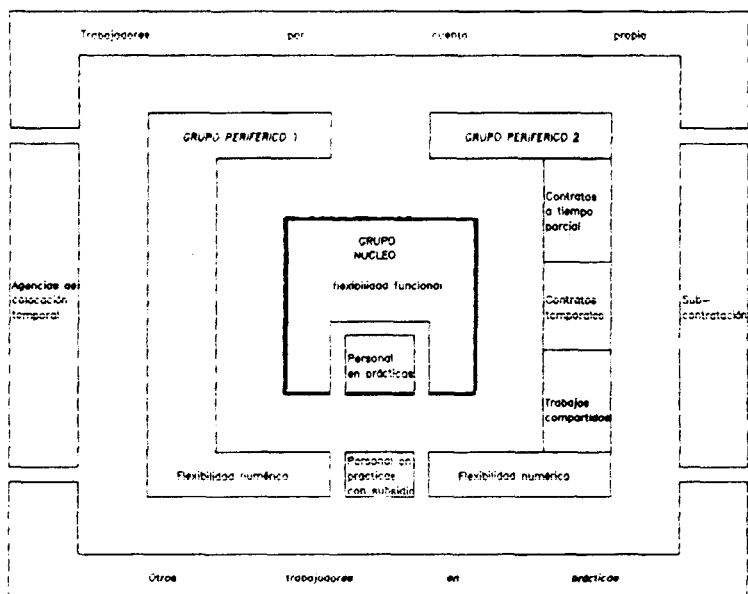 Trabajadores por cuenta propia
GRUPO PERIFERICO 1
GRUPO PERIFERICO 2
Contratos
a tiempo
parcial
GRUPO
NUCLEO
flexibilidad funcional
Agencias de
colocación
temporal
Contratos
temporales
Sub-
contratación
Personal
en prácticas
Trabajos
compartidos
Flexibilidad numérica
Personal en
prácticas
con subsidio
Flexibilidad numérica
Otros trabajadores en prácticas